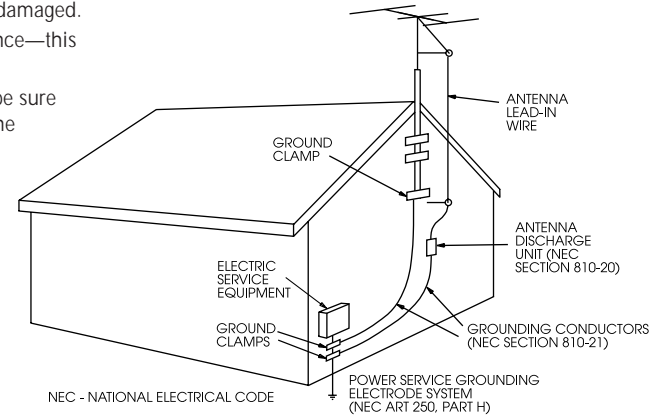 damaged.
nce—this
be sure
ne
ANTENNA
LEAD-IN
WIRE
GROUND
CLAMP
ANTENNA
DISCHARGE
UNIT (NEC
SECTION 810-20)
ELECTRIC
SERVICE
EQUIPMENT
GROUND
CLAMPS
GROUNDING CONDUCTORS
(NEC SECTION 810-21)
POWER SERVICE GROUNDING
ELECTRODE SYSTEM
(NEC ART 250, PART H)
NEC - NATIONAL ELECTRICAL CODE